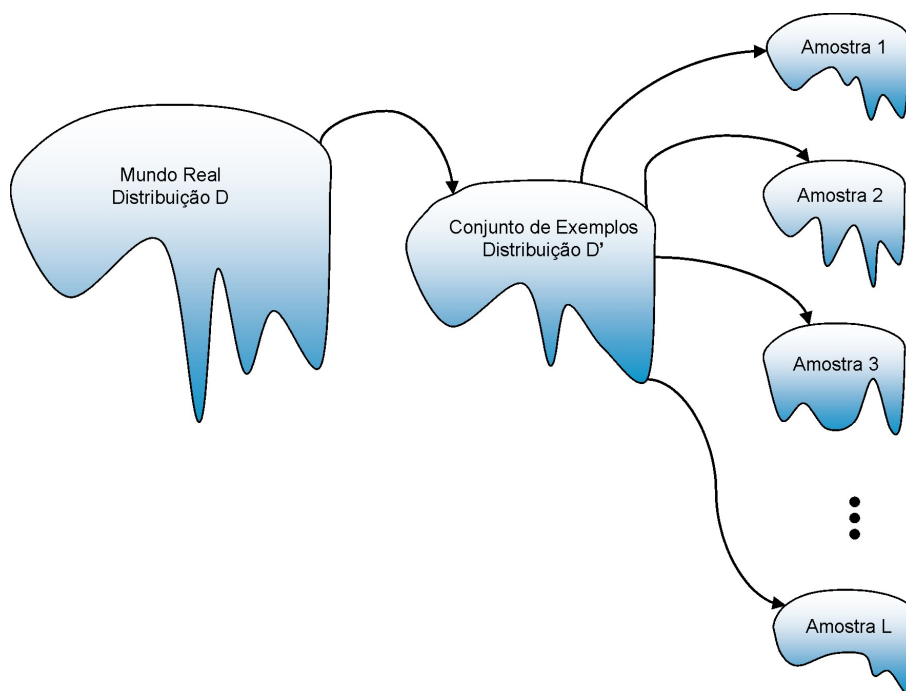 Mundo Real
Distribuição D
Conjunto de Exemplos
Distribuição D'
Amostra 1
Amostra 2
Amostra 3
Amostra L